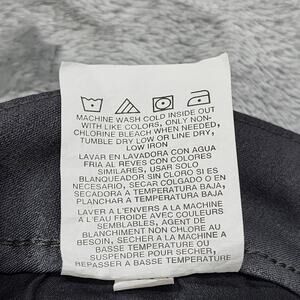 MACHINE WASH COLD INSIDE OUT
WITH LIKE COLORS, ONLY NON-
CHLORINE BLEACH WHEN NEEDED,
TUMBLE DRY LOW OR LINE DRY,
LOW IRON
LAVAR EN LAVADORA CON AGUA
FRIA AL REVES CON COLORES
SIMILARES, USAR SOLO
BLANQUEADOR SIN CLORO SI ES
NECESARIO, SECAR COLGADO O EN
SECADORA A TEMPERATURA BAJA,
PLANCHAR A TEMPERATURA BAJA
LAVER A L'ENVERS A LA MACHINE
A L'EAU FROIDE AVEC COULEURS
SEMBLABLES, AGENT DE
BLANCHIMENT NON CHLORE AU
BESOIN, SECHER A LA MACHINE A
BASSE TEMPERATURE OU
SUSPENDRE POUR SECHER,
REPASSER A BASSE TEMPERATURE